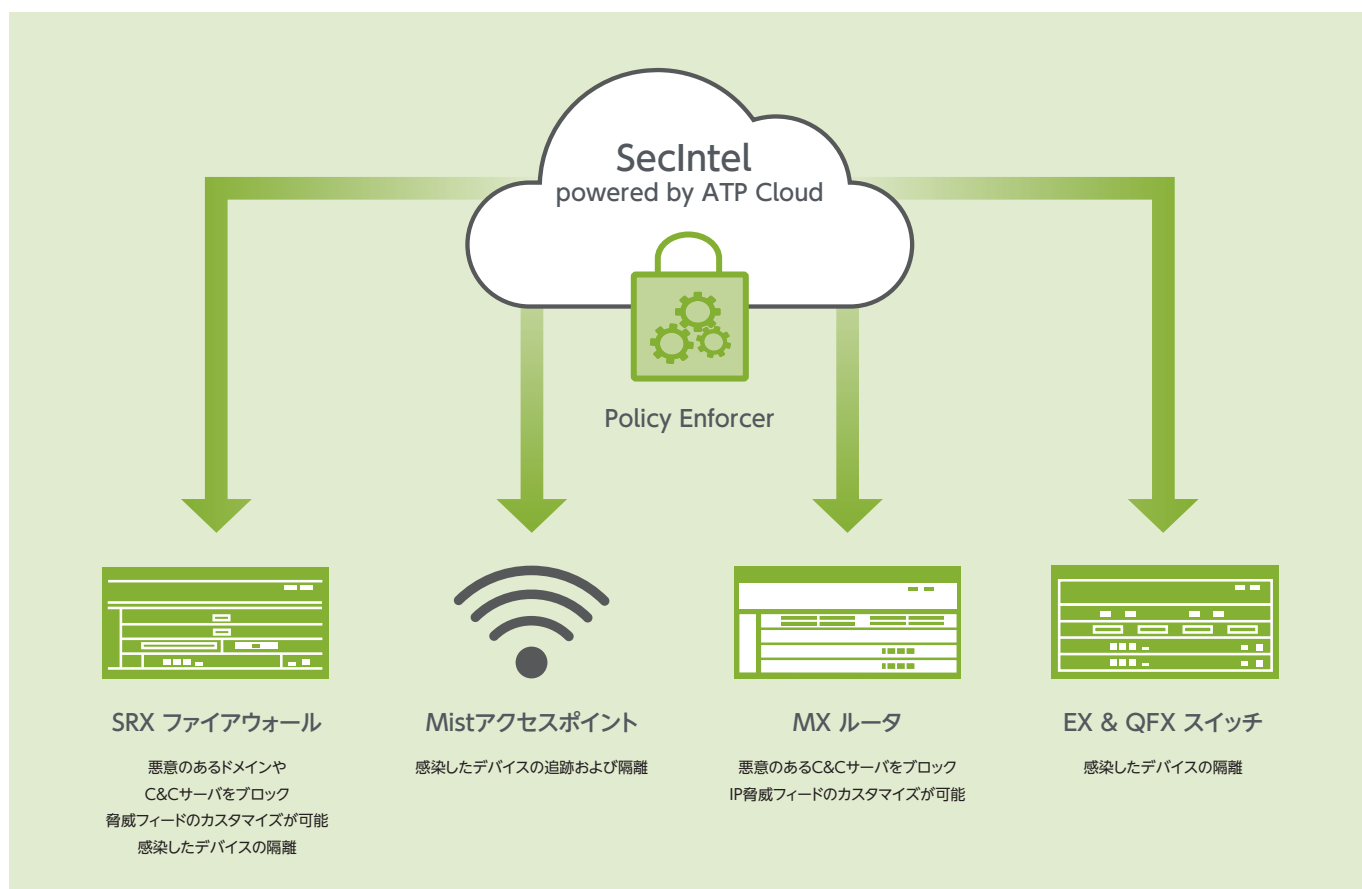 SecIntel
powered by ATP Cloud
Policy Enforcer
SRX ファイアウォール
悪意のあるドメインや
C&Cサーバをブロック
脅威フィードのカスタマイズが可能
感染したデバイスの隔離
Mistアクセスポイント
感染したデバイスの追跡および隔離
MX ルータ
悪意のあるC&Cサーバをブロック
IP脅威フィードのカスタマイズが可能
EX & QFX スイッチ
感染したデバイスの隔離